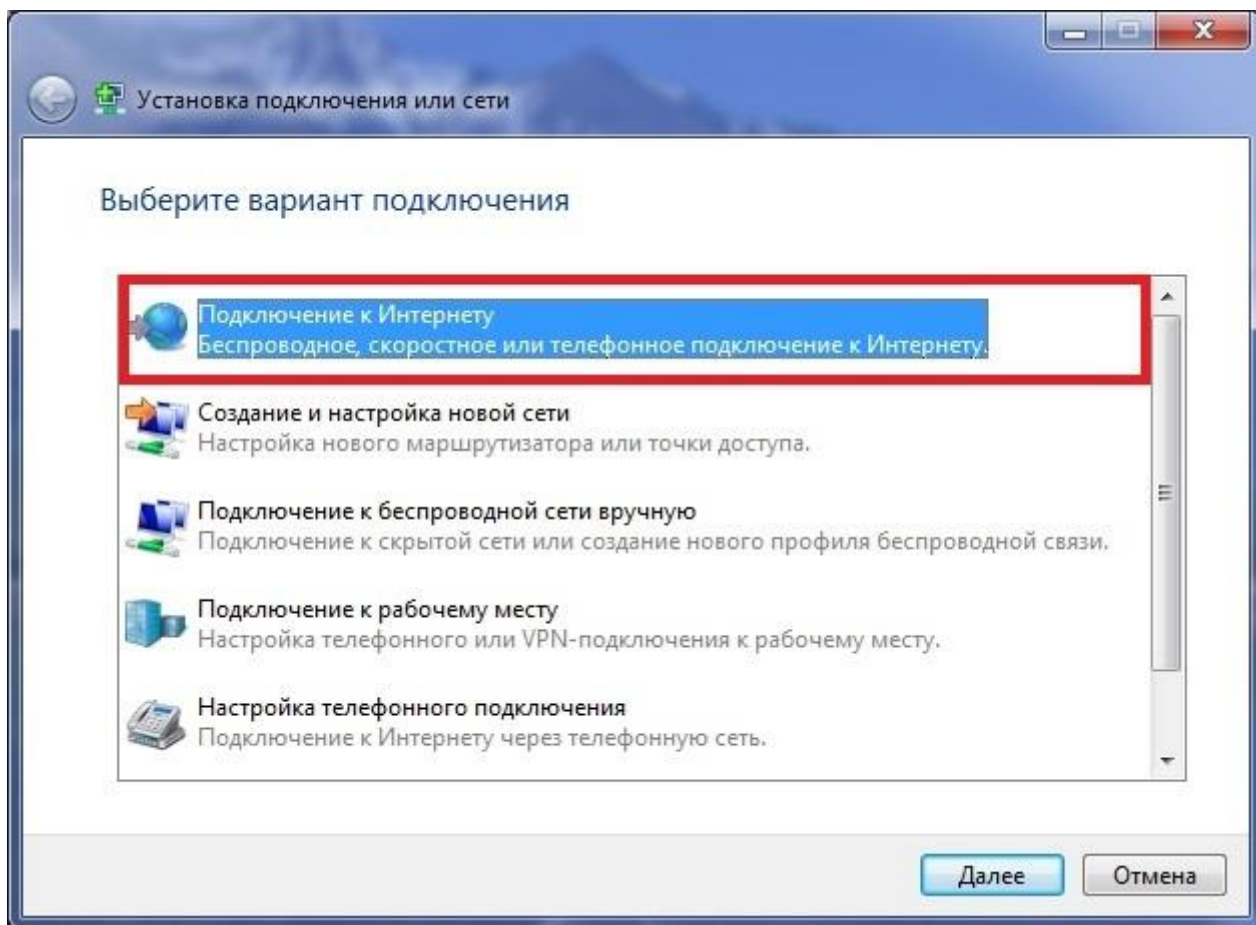 Установка подключения или сети
Выберите вариант подключения
Подключение к Интернету
Беспроводное, скоростное или телефонное подключение к Интернету.
Создание и настройка новой сети
Настройка нового маршрутизатора или точки доступа.
Подключение к беспроводной сети вручную
Подключение к скрытой сети или создание нового профиля беспроводной связи.
Подключение к рабочему месту
Настройка телефонного или VPN-подключения к рабочему месту.
Настройка телефонного подключения
Подключение к Интернету через телефонную сеть.
Далее Отмена